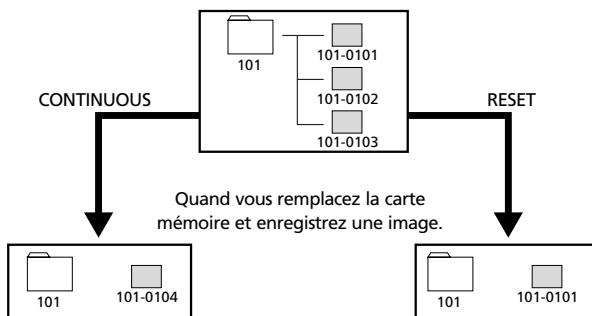 101
101-0101
101-0102
101-0103
CONTINUOUS
RESET
Quand vous remplacez la carte
mémoire et enregistrez une image.
101
101-0104
101
101-0101